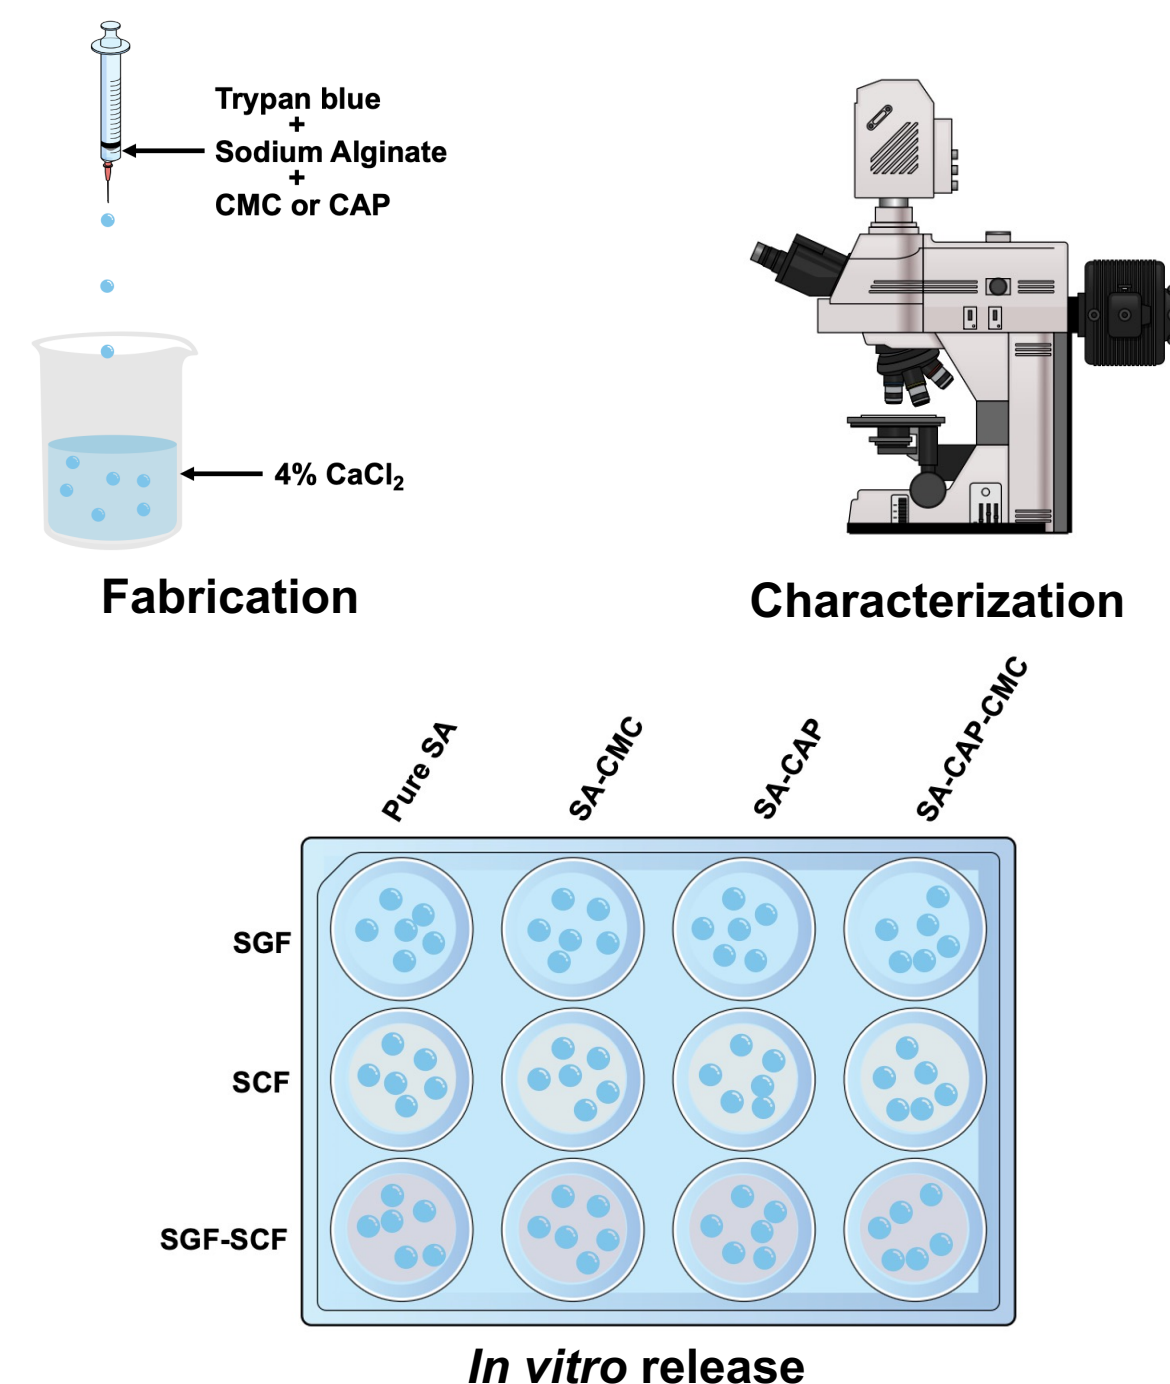 Trypan blue
+
Sodium Alginate
+
CMC or CAP
4% CaCl₂
Fabrication
Characterization
Pure SA
SA-CMC
SA-CAP
SA-CAP-CMC
SGF
SCF
SGF-SCF
In vitro release